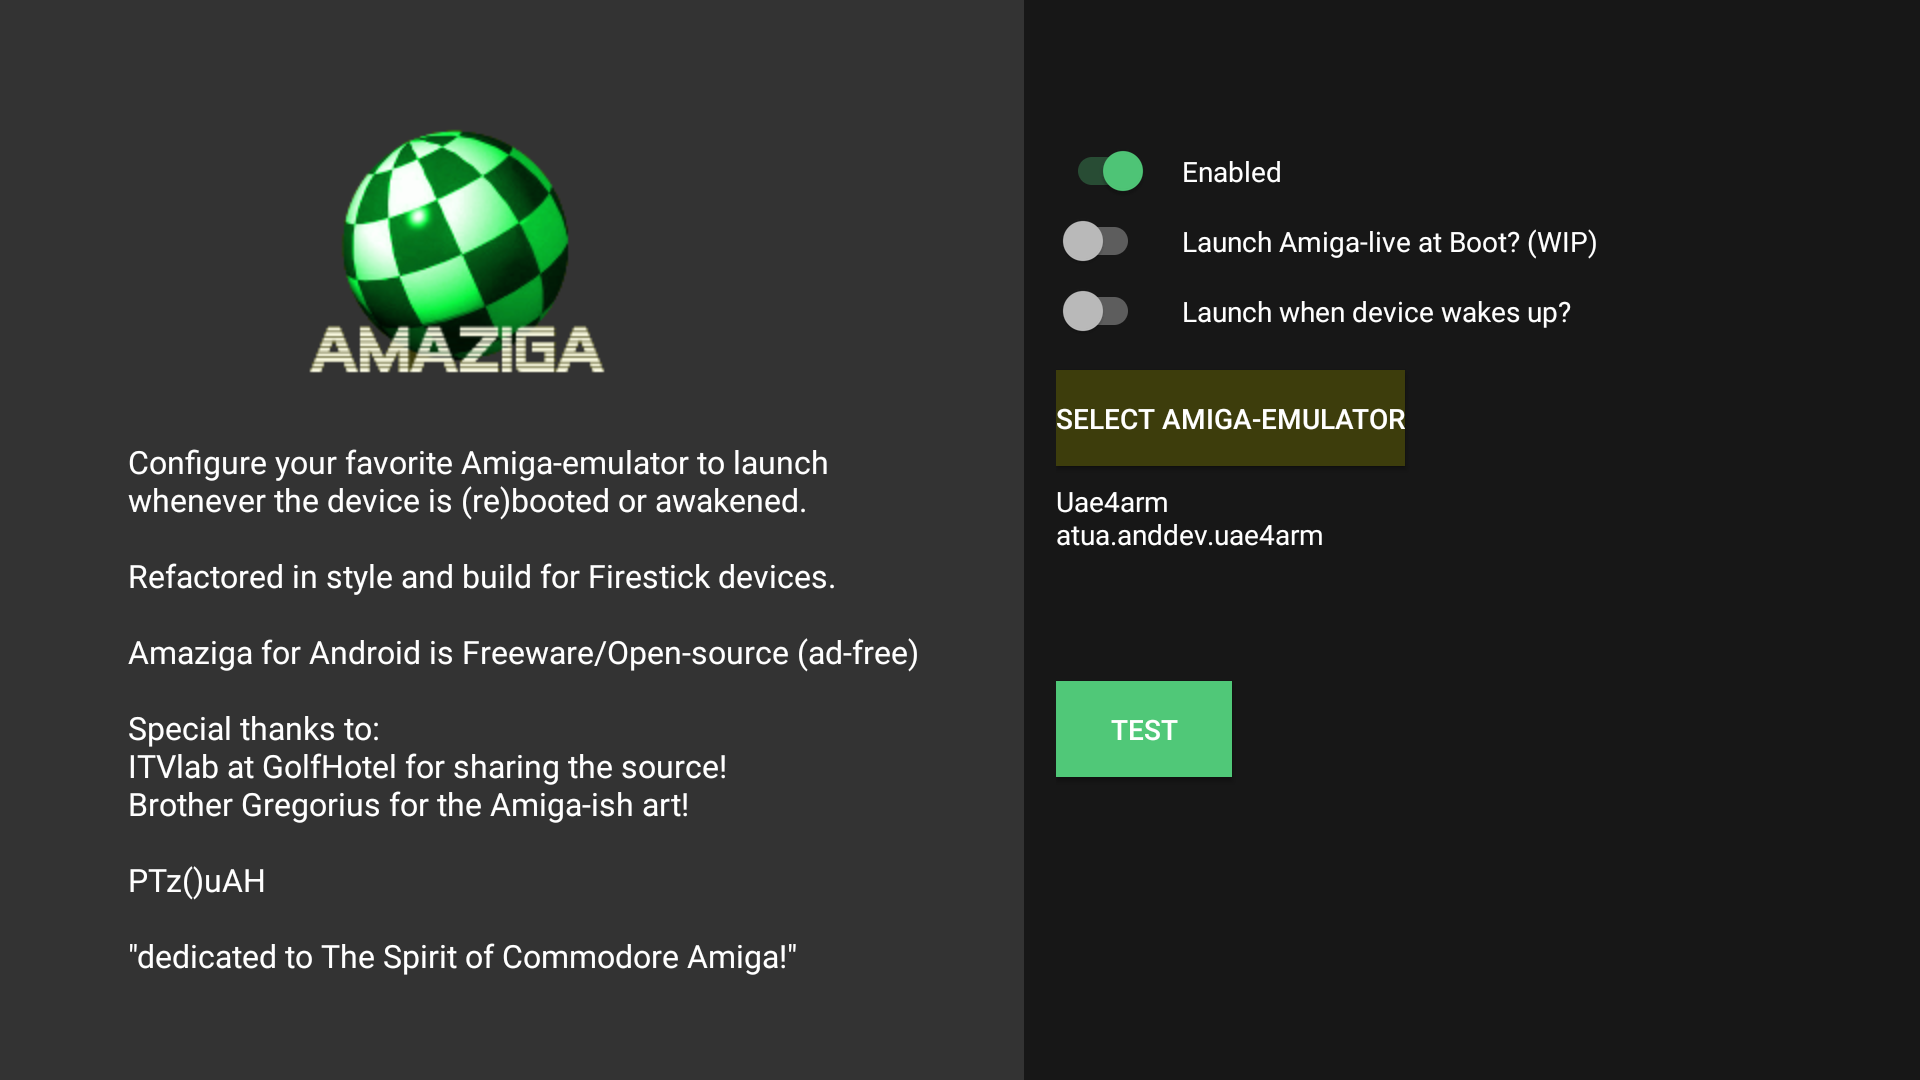 AMAZIGA
Configure your favorite Amiga-emulator to launch
whenever the device is (re)booted or awakened.
Refactored in style and build for Firestick devices.
Amaziga for Android is Freeware/Open-source (ad-free)
Special thanks to:
ITVlab at GolfHotel for sharing the source!
Brother Gregorius for the Amiga-ish art!
PTz()uAH
"dedicated to The Spirit of Commodore Amiga!"
Enabled
Launch Amiga-live at Boot? (WIP)
Launch when device wakes up?
SELECT AMIGA-EMULATOR
Uae4arm
atua.anddev.uae4arm
TEST